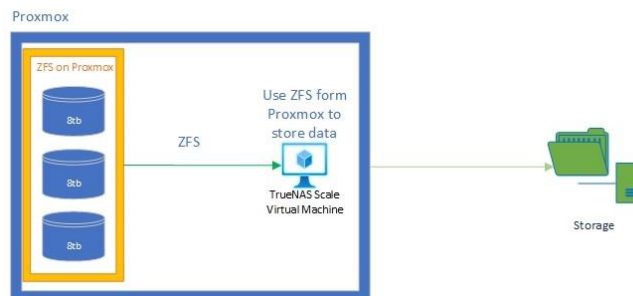 Proxmox
ZFS on Proxmox
8tb
8tb
8tb
ZFS
Use ZFS form
Proxmox to
store data
TrueNAS Scale
Virtual Machine
Storage